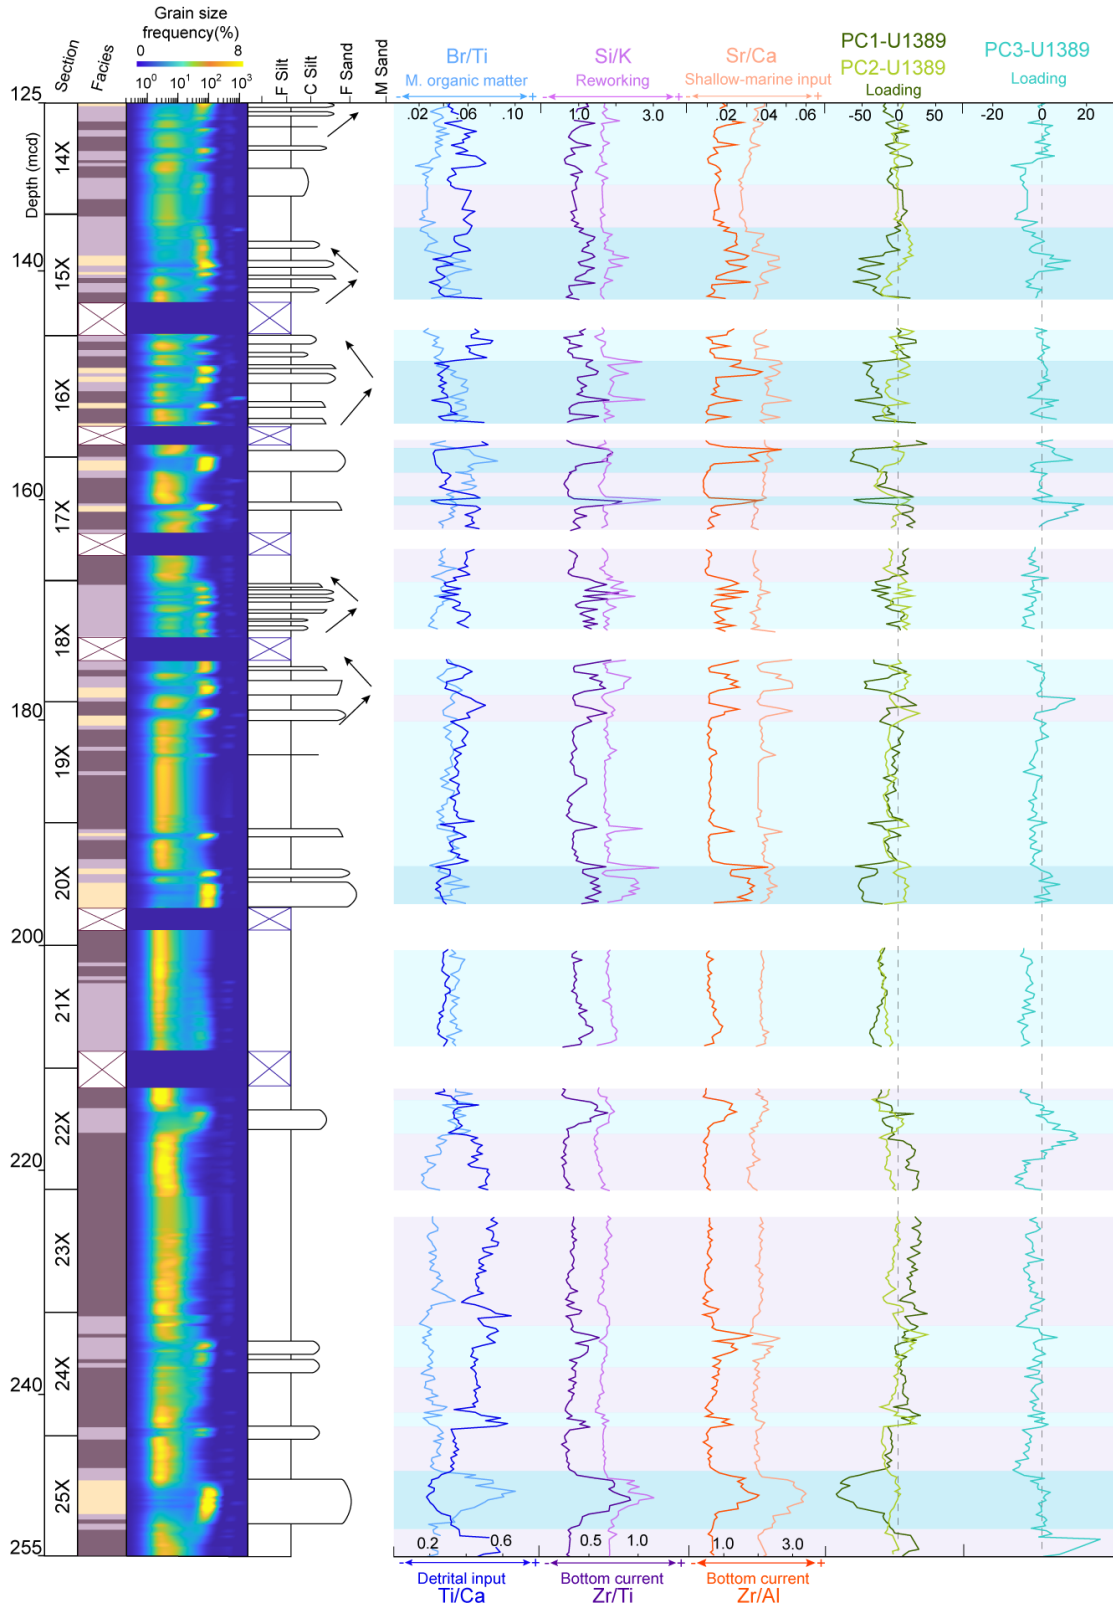 Grain size
frequency(%)
0 8
10⁰ 10¹ 10² 10³
Section
Facies
F Silt
C Silt
F Sand
M Sand
Br/Ti
M. organic matter
- +
Si/K
Reworking
- +
Sr/Ca
Shallow-marine input
- +
PC1-U1389
PC2-U1389
Loading
PC3-U1389
Loading
.02 .06 .10
1.0 3.0
.02 .04 .06
-50 0 50
-20 0 20
Depth (mcd)
125
140
160
180
200
220
240
255
14X
15X
16X
17X
18X
19X
20X
21X
22X
23X
24X
25X
0.2 0.6
0.5 1.0
1.0 3.0
- +
- +
- +
Detrital input
Ti/Ca
Bottom current
Zr/Ti
Bottom current
Zr/Al